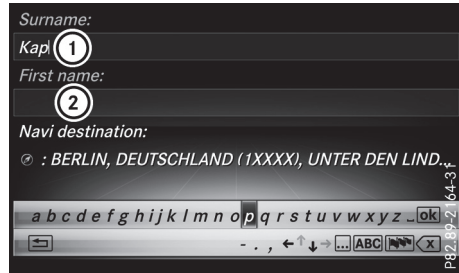 Surname:
Kap 1
First name:
2
Navi destination:
: BERLIN, DEUTSCHLAND (1XXXX), UNTER DEN LIND...
a b c d e f g h i j k l m n o p q r s t u v w x y z _ ok
- . , ←↑↓→ ... ABC X
P82.89-2164-31